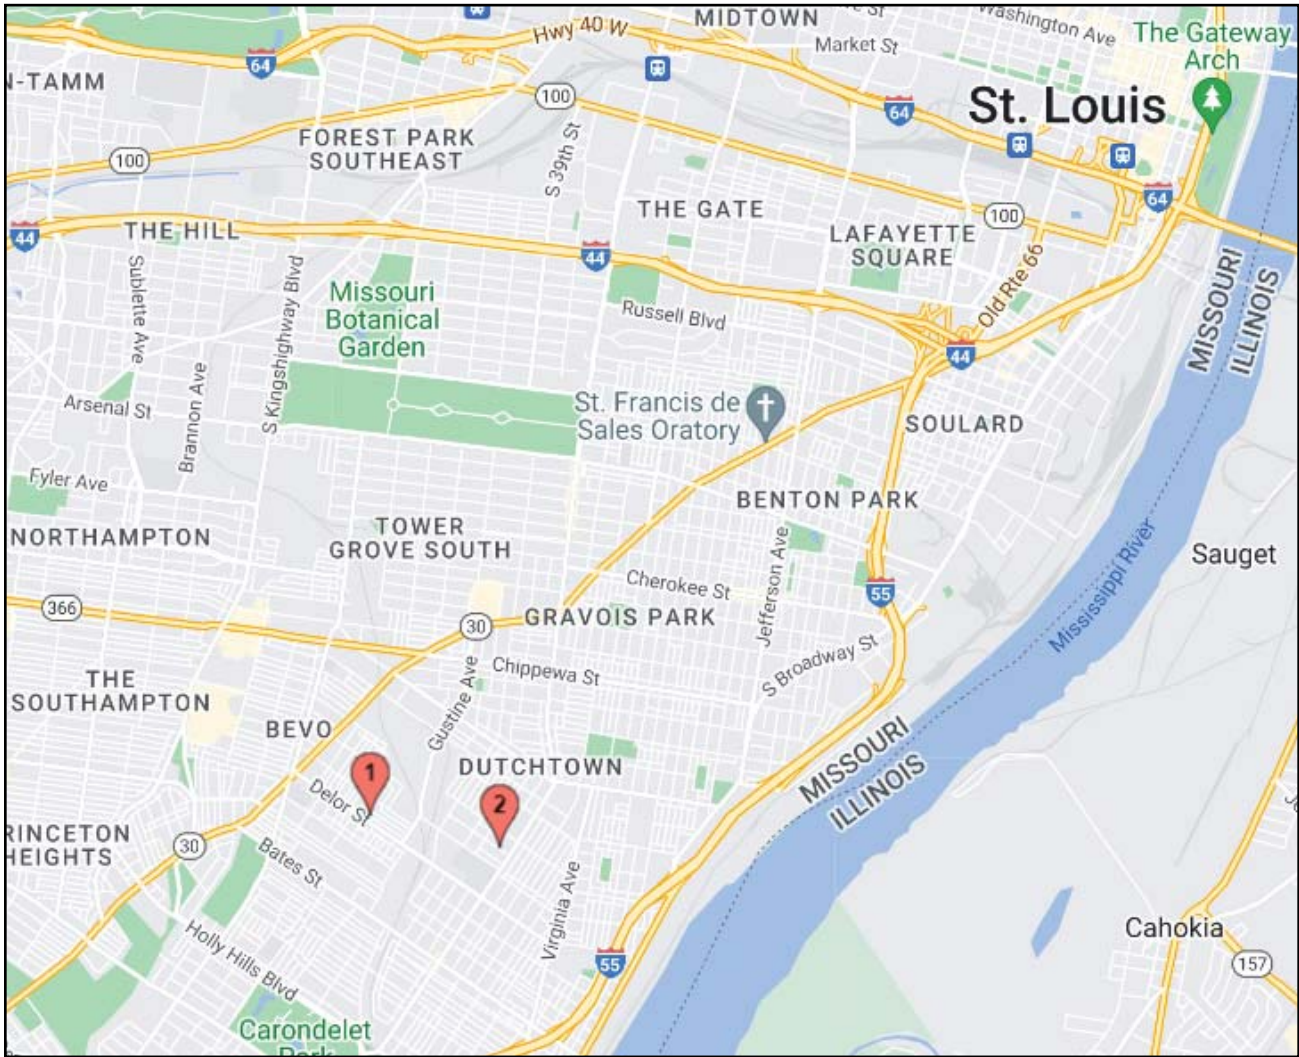 MIDTOWN
Washington Ave
Hwy 40 W
Market St
The Gateway
Arch
64
N-TAMM
100
64
St. Louis
FOREST PARK
SOUTHEAST
100
S 39th St
64
THE GATE
100
44
THE HILL
LAFAYETTE
SQUARE
44
Old Rte 66
MISSOURI
ILLINOIS
Sublette Ave
S Kingshighway Blvd
Missouri
Botanical
Garden
Russell Blvd
44
Brannon Ave
Arsenal St
St. Francis de
Sales Oratory
SOULARD
Fyler Ave
BENTON PARK
NORTHAMPTON
TOWER
GROVE SOUTH
Jefferson Ave
Mississippi River
Sauget
Cherokee St
55
366
30
GRAVOIS PARK
Chippewa St
S Broadway St
THE
SOUTHAMPTON
Gustine Ave
BEVO
MISSOURI
ILLINOIS
1
DUTCHTOWN
Delor St
2
RINCETON
HEIGHTS
30
Bates St
Virginia Ave
Holly Hills Blvd
Cahokia
55
157
Carondelet
Park